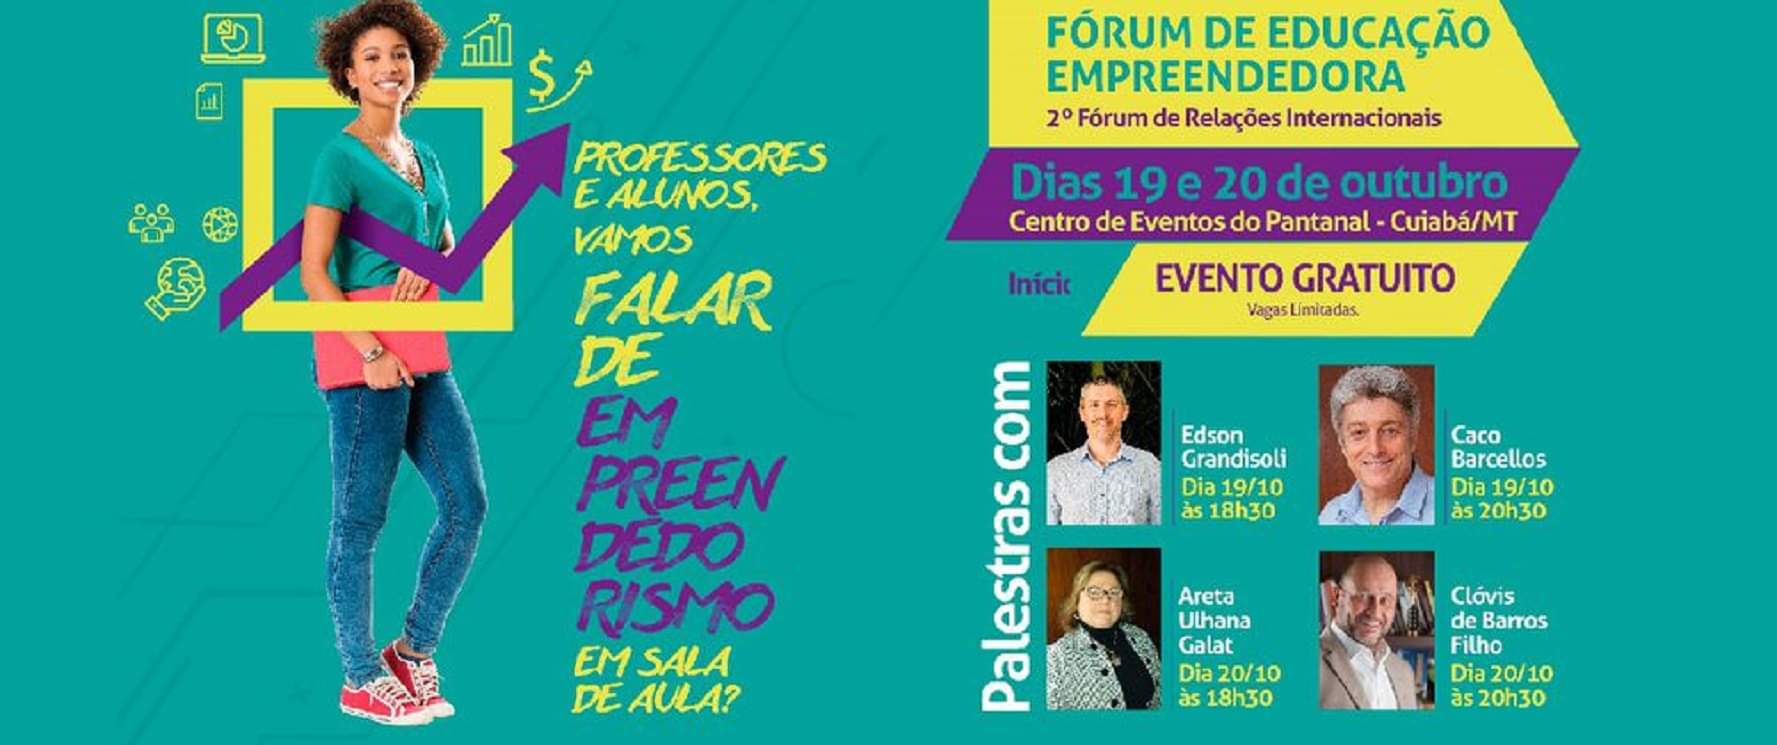 PROFESSORES
E ALUNOS,
VAMOS
FALAR
DE
EM
PREEN
DEDO
RISMO
EM SALA
DE AULA?
FÓRUM DE EDUCAÇÃO
EMPREENDEDORA
2º Fórum de Relações Internacionais
Dias 19 e 20 de outubro
Centro de Eventos do Pantanal - Cuiabá/MT
Iníci
EVENTO GRATUITO
Vagas Limitadas.
Palestras com
Edson
Grandisoli
Dia 19/10
às 18h30
Caco
Barcellos
Dia 19/10
às 20h30
Areta
Ulhana
Galat
Dia 20/10
às 18h30
Clóvis
de Barros
Filho
Dia 20/10
às 20h30